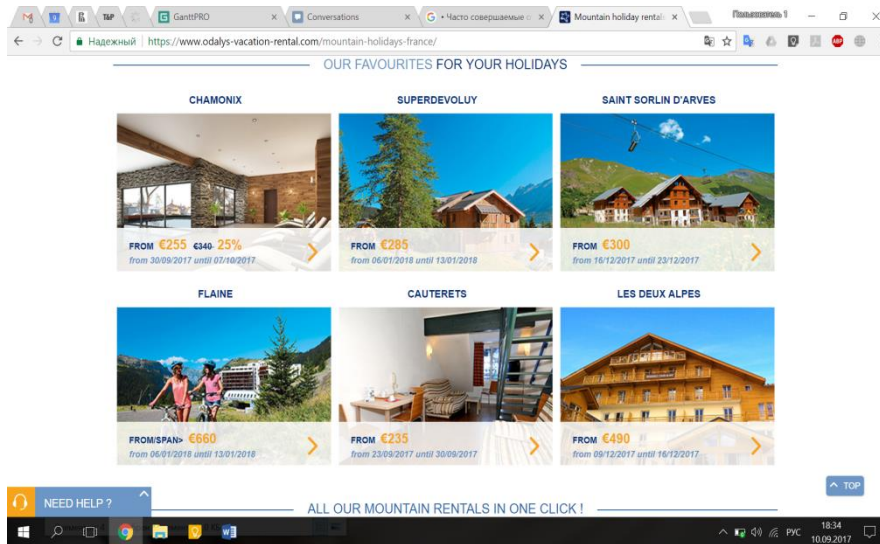 GanttPRO
Conversations
G • Часто совершаемые о
Mountain holiday rental
Пользователь 1
Надежный
https://www.odalys-vacation-rental.com/mountain-holidays-france/
OUR FAVOURITES FOR YOUR HOLIDAYS
CHAMONIX
FROM €255 €340 25%
from 30/09/2017 until 07/10/2017
SUPERDEVOLUY
FROM €285
from 06/01/2018 until 13/01/2018
SAINT SORLIN D'ARVES
FROM €300
from 16/12/2017 until 23/12/2017
FLAINE
FROM/SPAN> €660
from 06/01/2018 until 13/01/2018
CAUTERETS
FROM €235
from 23/09/2017 until 30/09/2017
LES DEUX ALPES
FROM €490
from 09/12/2017 until 16/12/2017
TOP
NEED HELP ?
ALL OUR MOUNTAIN RENTALS IN ONE CLICK !
РУС
18:34
10.09.2017